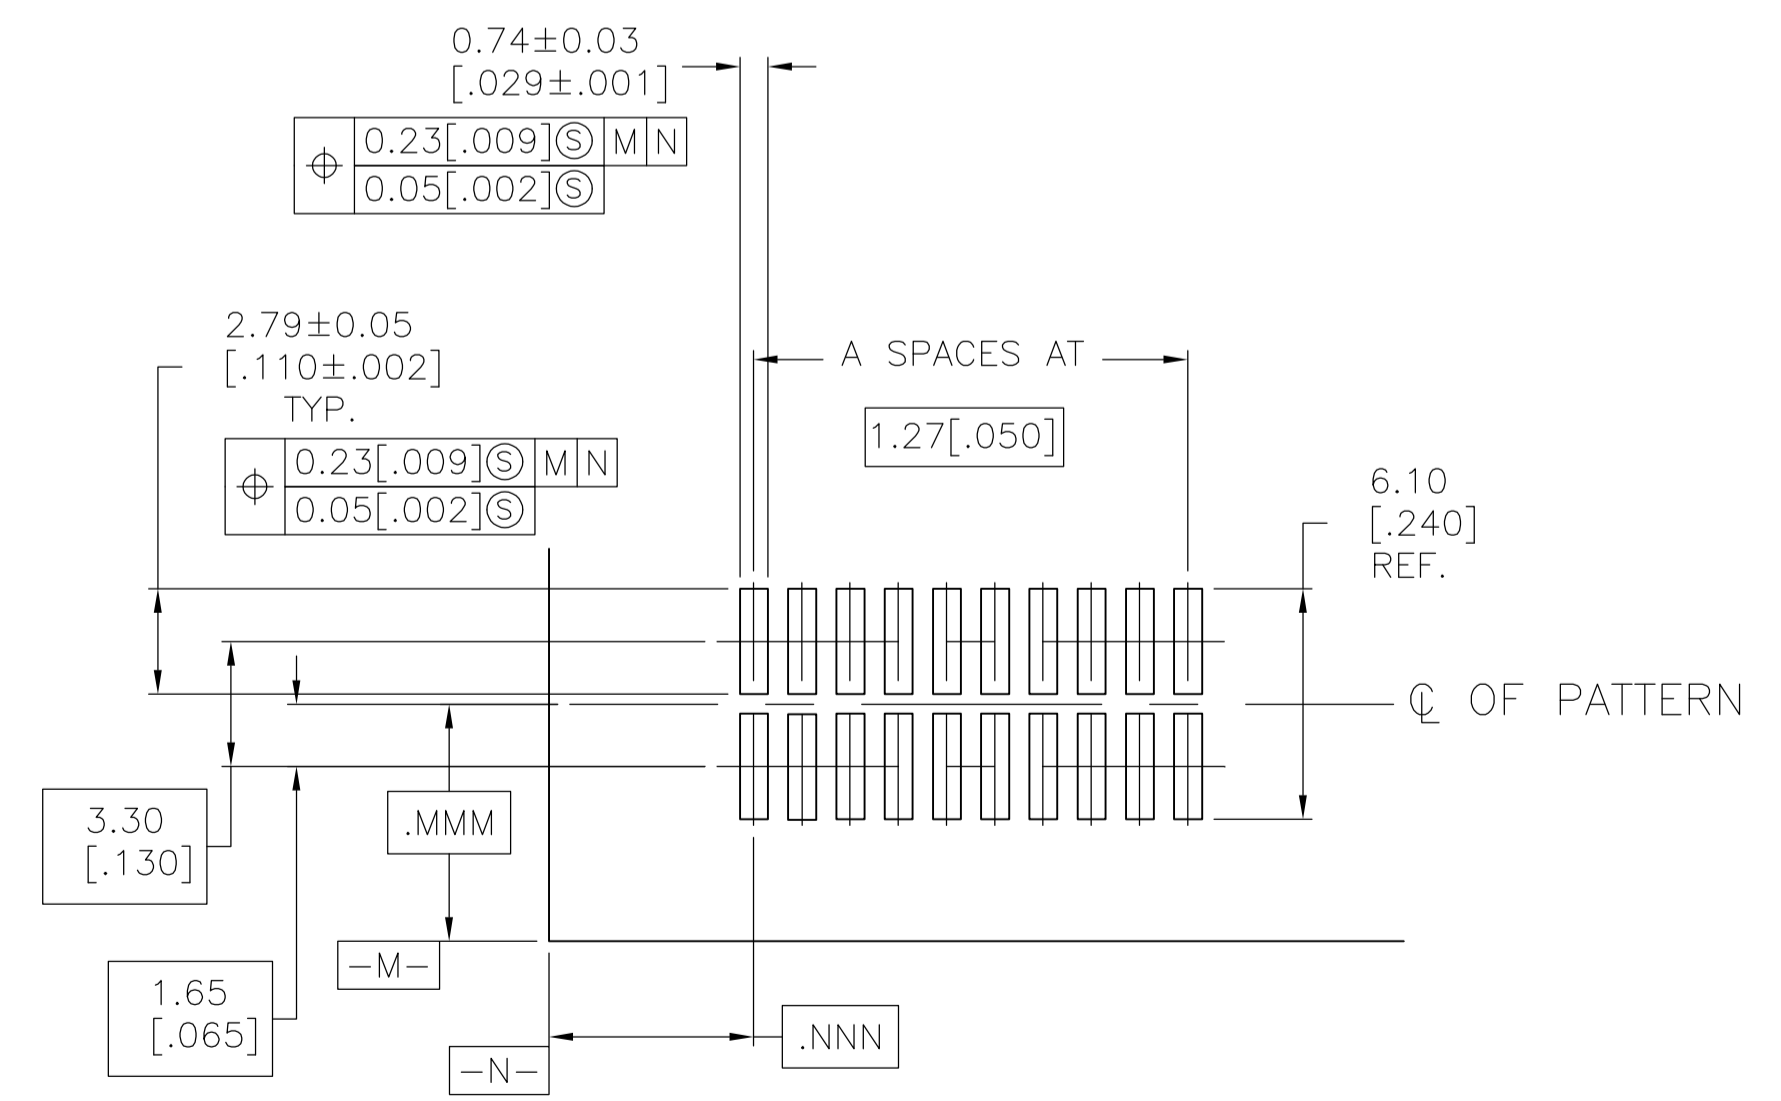 0.74±0.03
[.029±.001]
⌖ 0.23[.009]Ⓢ M N
0.05[.002]Ⓢ
2.79±0.05
[.110±.002]
TYP.
⌖ 0.23[.009]Ⓢ M N
0.05[.002]Ⓢ
A SPACES AT
1.27[.050]
6.10
[.240]
REF.
℄ OF PATTERN
3.30
[.130]
.MMM
-M-
1.65
[.065]
.NNN
-N-